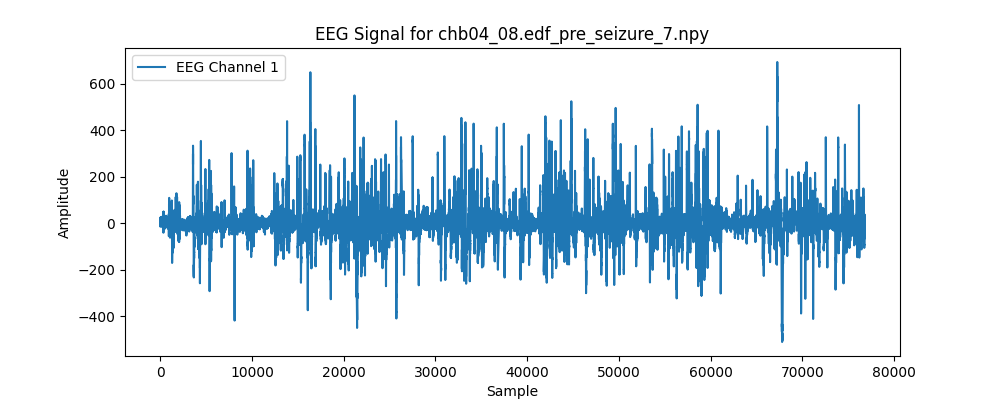 EEG Signal for chb04_08.edf_pre_seizure_7.npy
EEG Channel 1
600
400
200
0
−200
−400
Amplitude
0 10000 20000 30000 40000 50000 60000 70000 80000
Sample